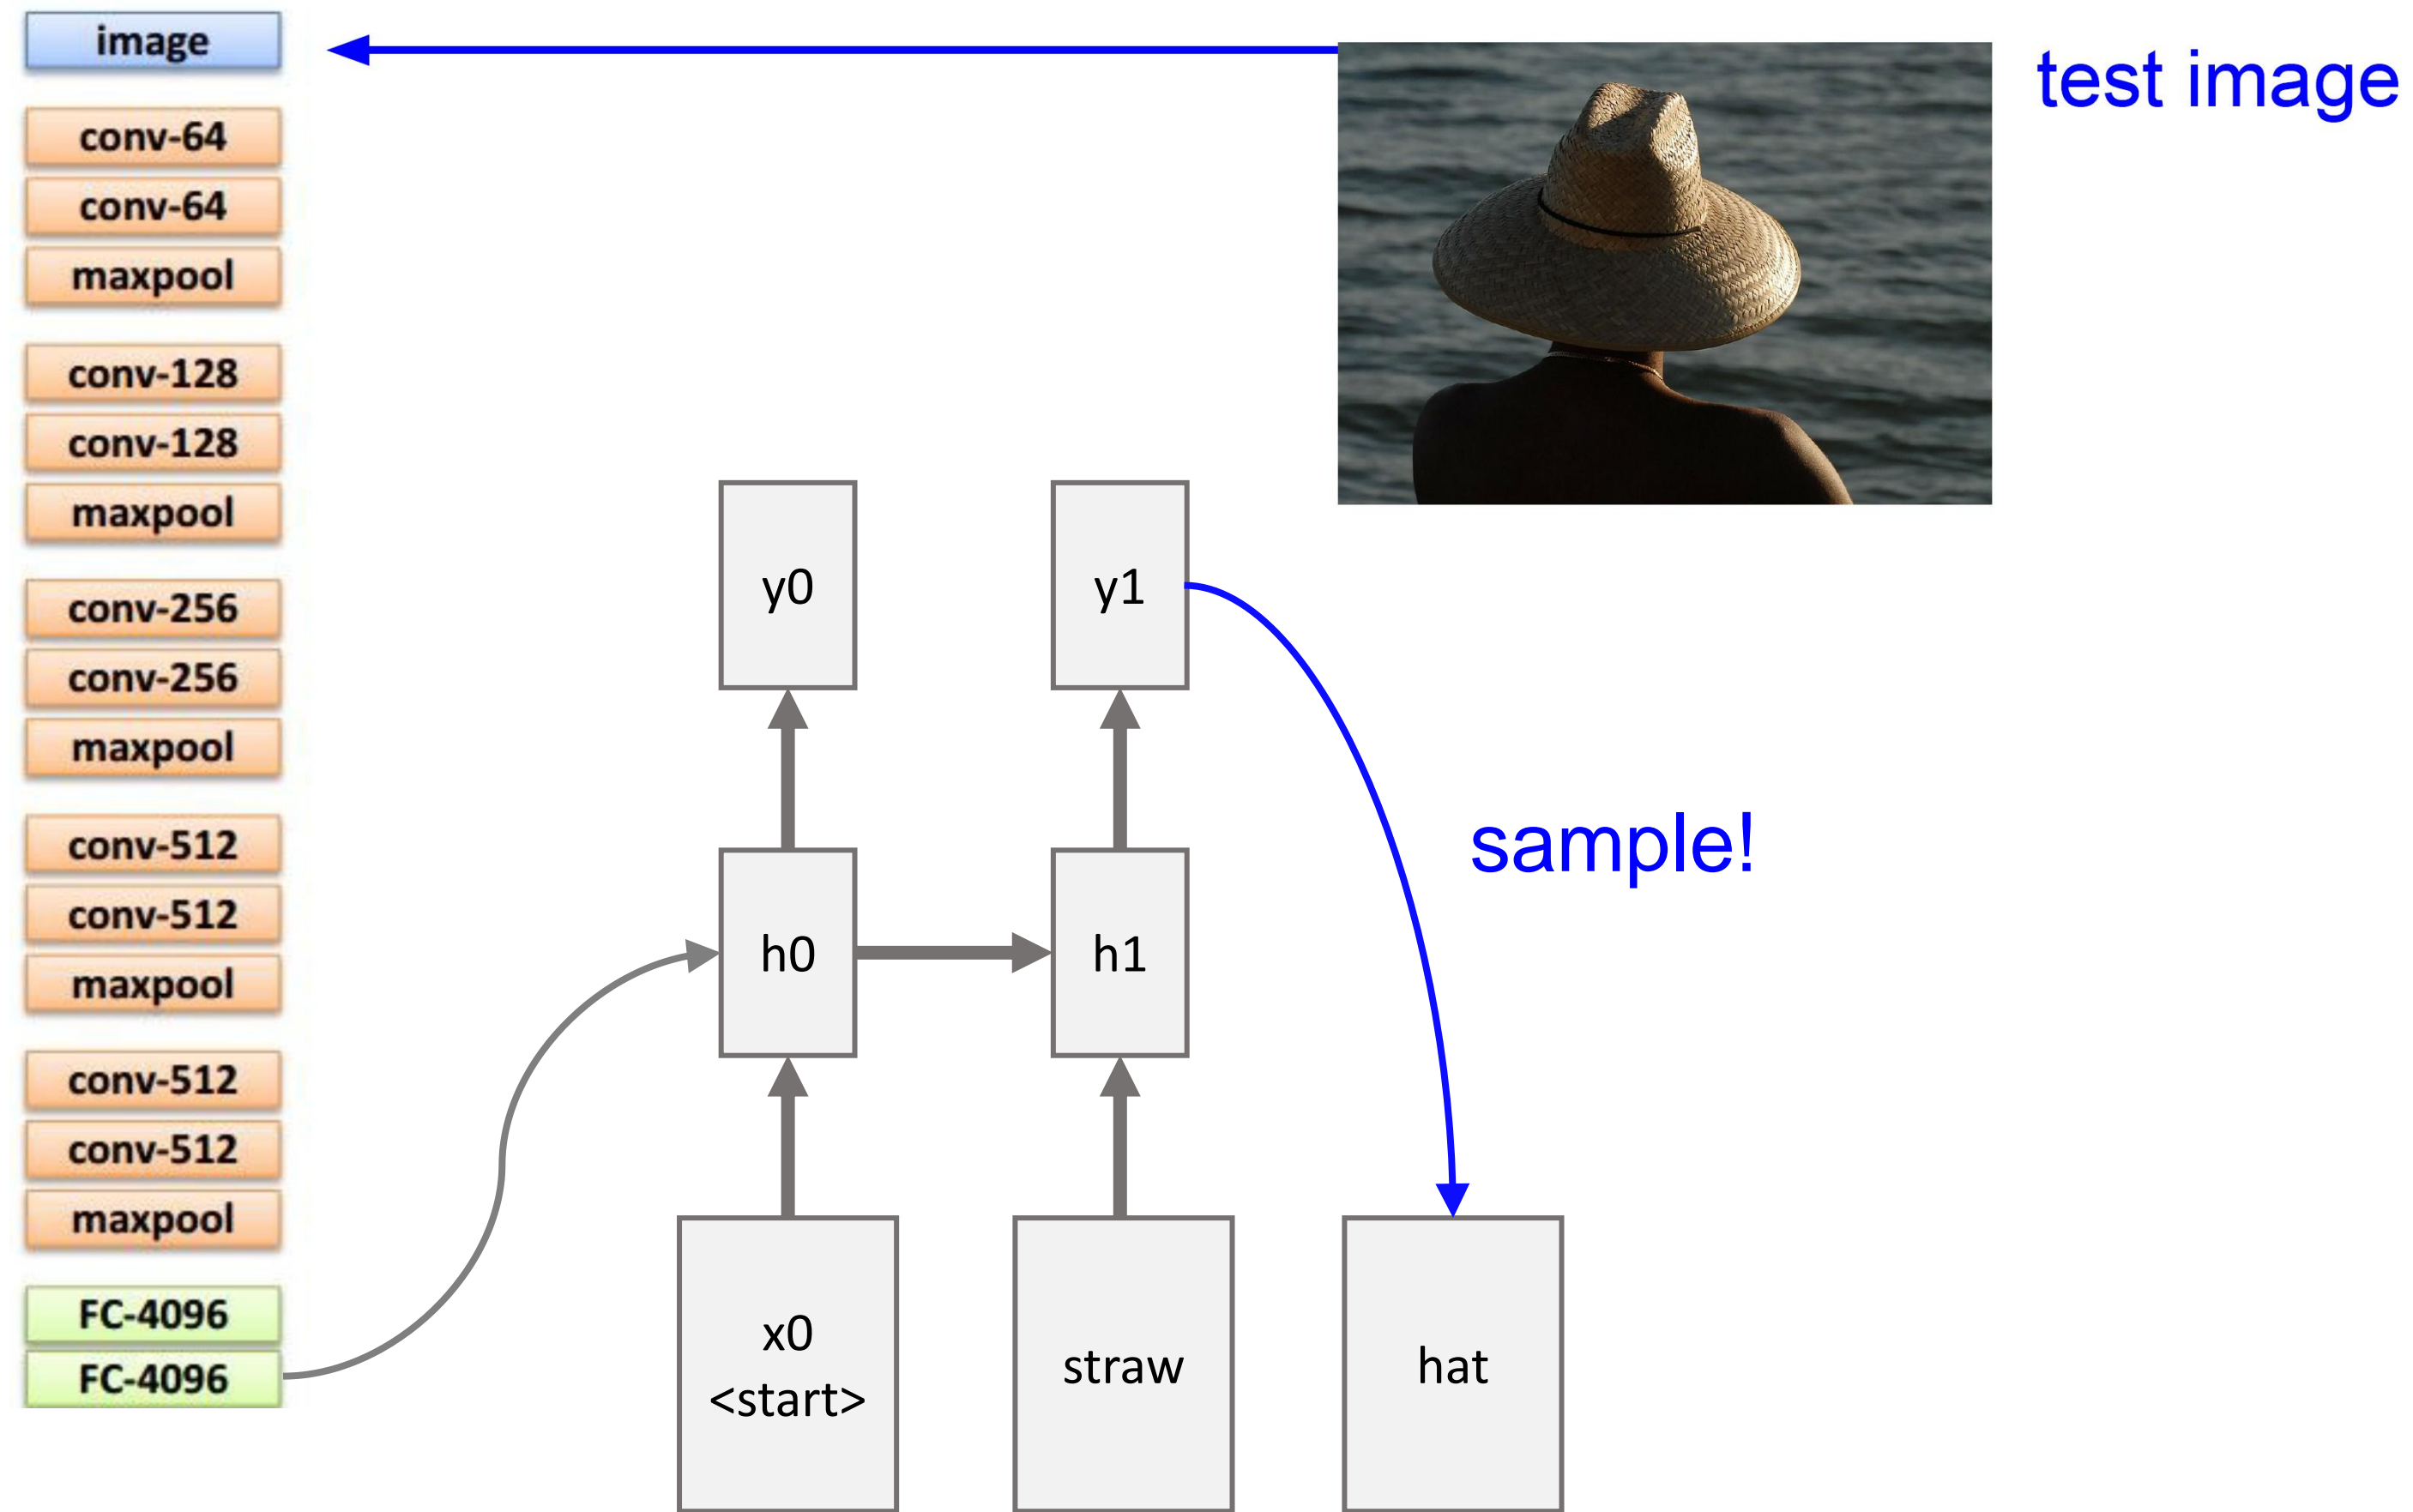 image
conv-64
conv-64
maxpool
conv-128
conv-128
maxpool
conv-256
conv-256
maxpool
conv-512
conv-512
maxpool
conv-512
conv-512
maxpool
FC-4096
FC-4096
test image
y0
y1
sample!
h0
h1
x0
<start>
straw
hat